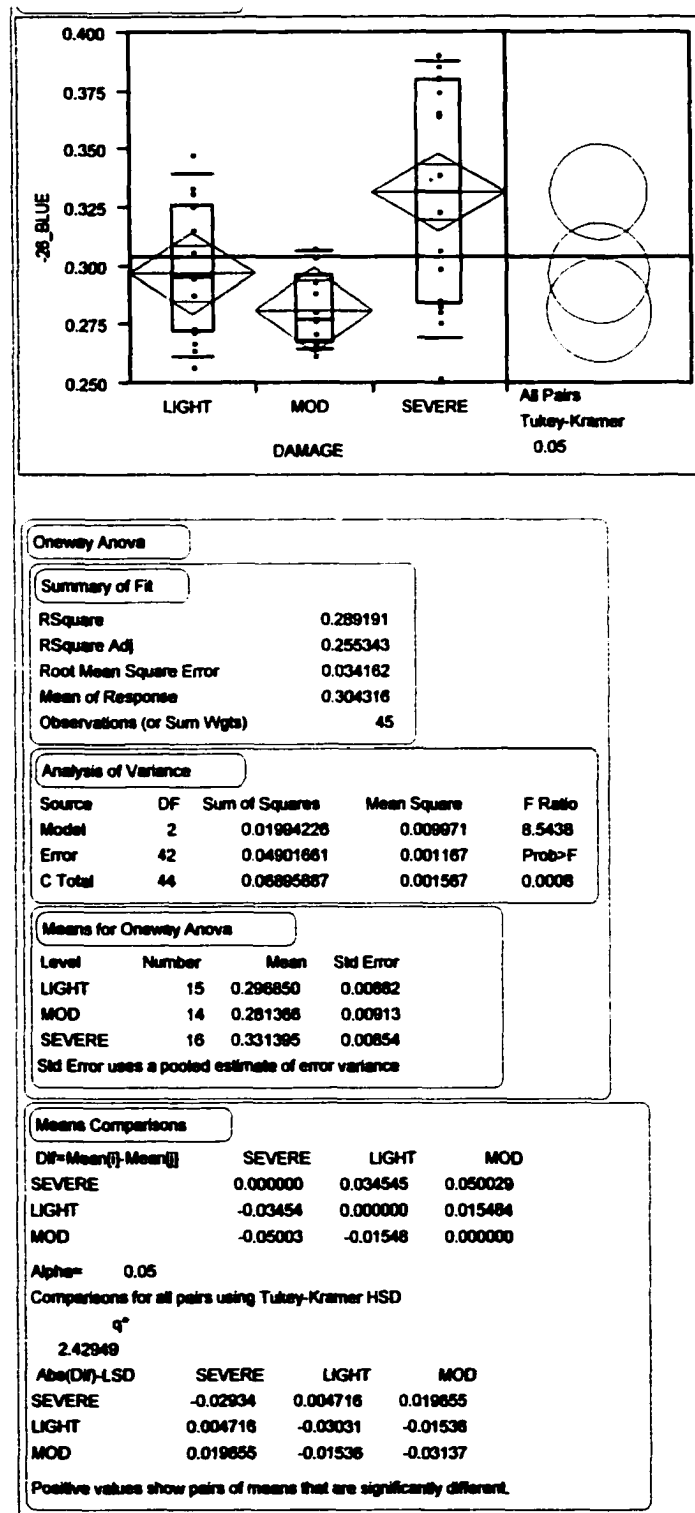 0.400
0.375
0.350
0.325
0.300
0.275
0.250
-26_BLUE
LIGHT MOD SEVERE
DAMAGE
All Pairs
Tukey-Kramer
0.05
Oneway Anova
Summary of Fit
RSquare 0.289191
RSquare Adj 0.255343
Root Mean Square Error 0.034162
Mean of Response 0.304316
Observations (or Sum Wgts) 45
Analysis of Variance
Source DF Sum of Squares Mean Square F Ratio
Model 2 0.01994226 0.009971 8.5438
Error 42 0.04901661 0.001167 Prob>F
C Total 44 0.06895887 0.001567 0.0008
Means for Oneway Anova
Level Number Mean Std Error
LIGHT 15 0.296850 0.00882
MOD 14 0.281366 0.00913
SEVERE 16 0.331395 0.00854
Std Error uses a pooled estimate of error variance
Means Comparisons
Dif=Mean[i]-Mean[j] SEVERE LIGHT MOD
SEVERE 0.000000 0.034545 0.050029
LIGHT -0.03454 0.000000 0.015484
MOD -0.05003 -0.01548 0.000000
Alpha= 0.05
Comparisons for all pairs using Tukey-Kramer HSD
q*
2.42949
Abs(Dif)-LSD SEVERE LIGHT MOD
SEVERE -0.02934 0.004716 0.019655
LIGHT 0.004716 -0.03031 -0.01536
MOD 0.019655 -0.01536 -0.03137
Positive values show pairs of means that are significantly different.